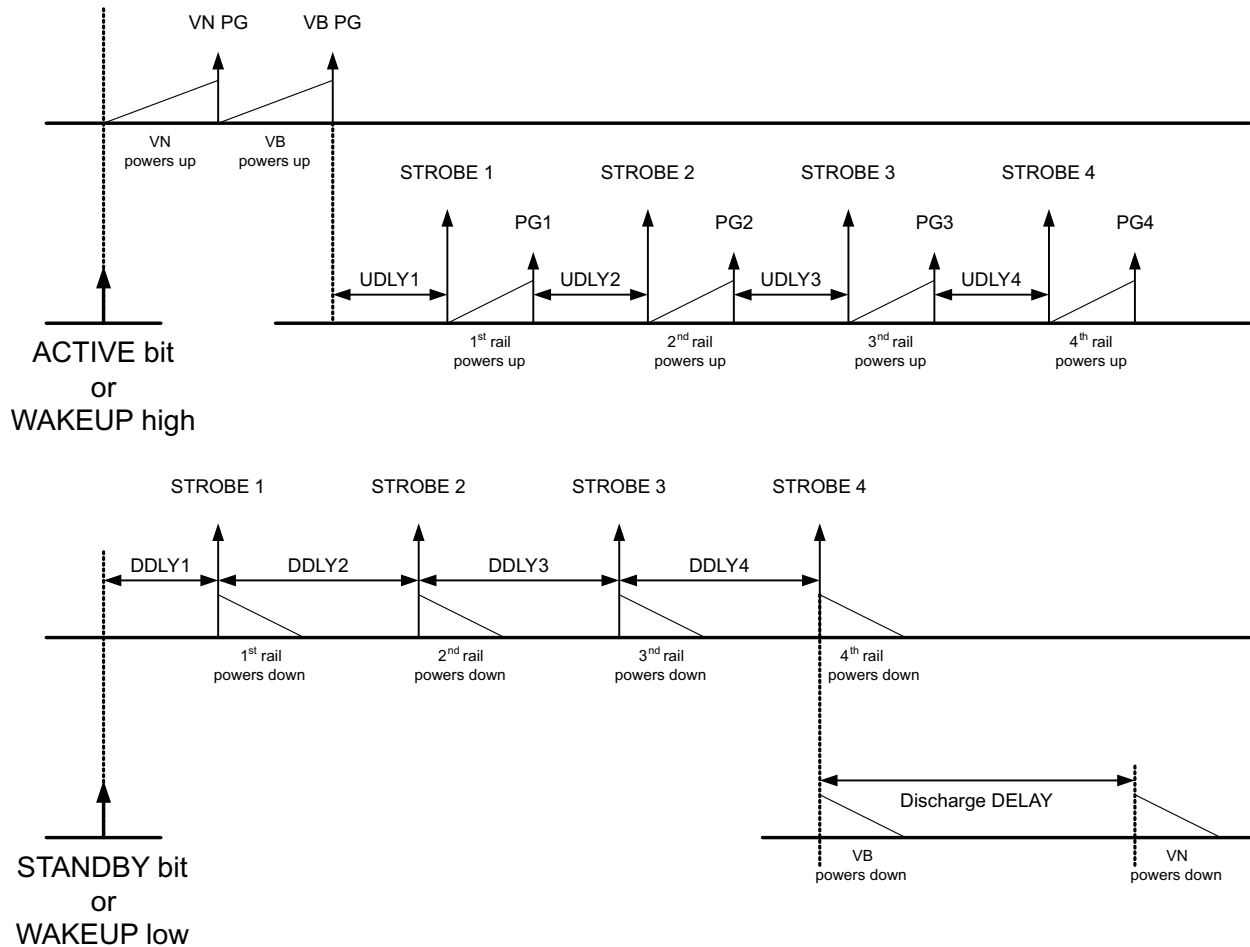 VN PG
VB PG
VN
powers up
VB
powers up
STROBE 1
STROBE 2
STROBE 3
STROBE 4
PG1
PG2
PG3
PG4
UDLY1
UDLY2
UDLY3
UDLY4
1st rail
powers up
2nd rail
powers up
3nd rail
powers up
4th rail
powers up
ACTIVE bit
or
WAKEUP high
STROBE 1
STROBE 2
STROBE 3
STROBE 4
DDLY1
DDLY2
DDLY3
DDLY4
1st rail
powers down
2nd rail
powers down
3nd rail
powers down
4th rail
powers down
Discharge DELAY
VB
powers down
VN
powers down
STANDBY bit
or
WAKEUP low